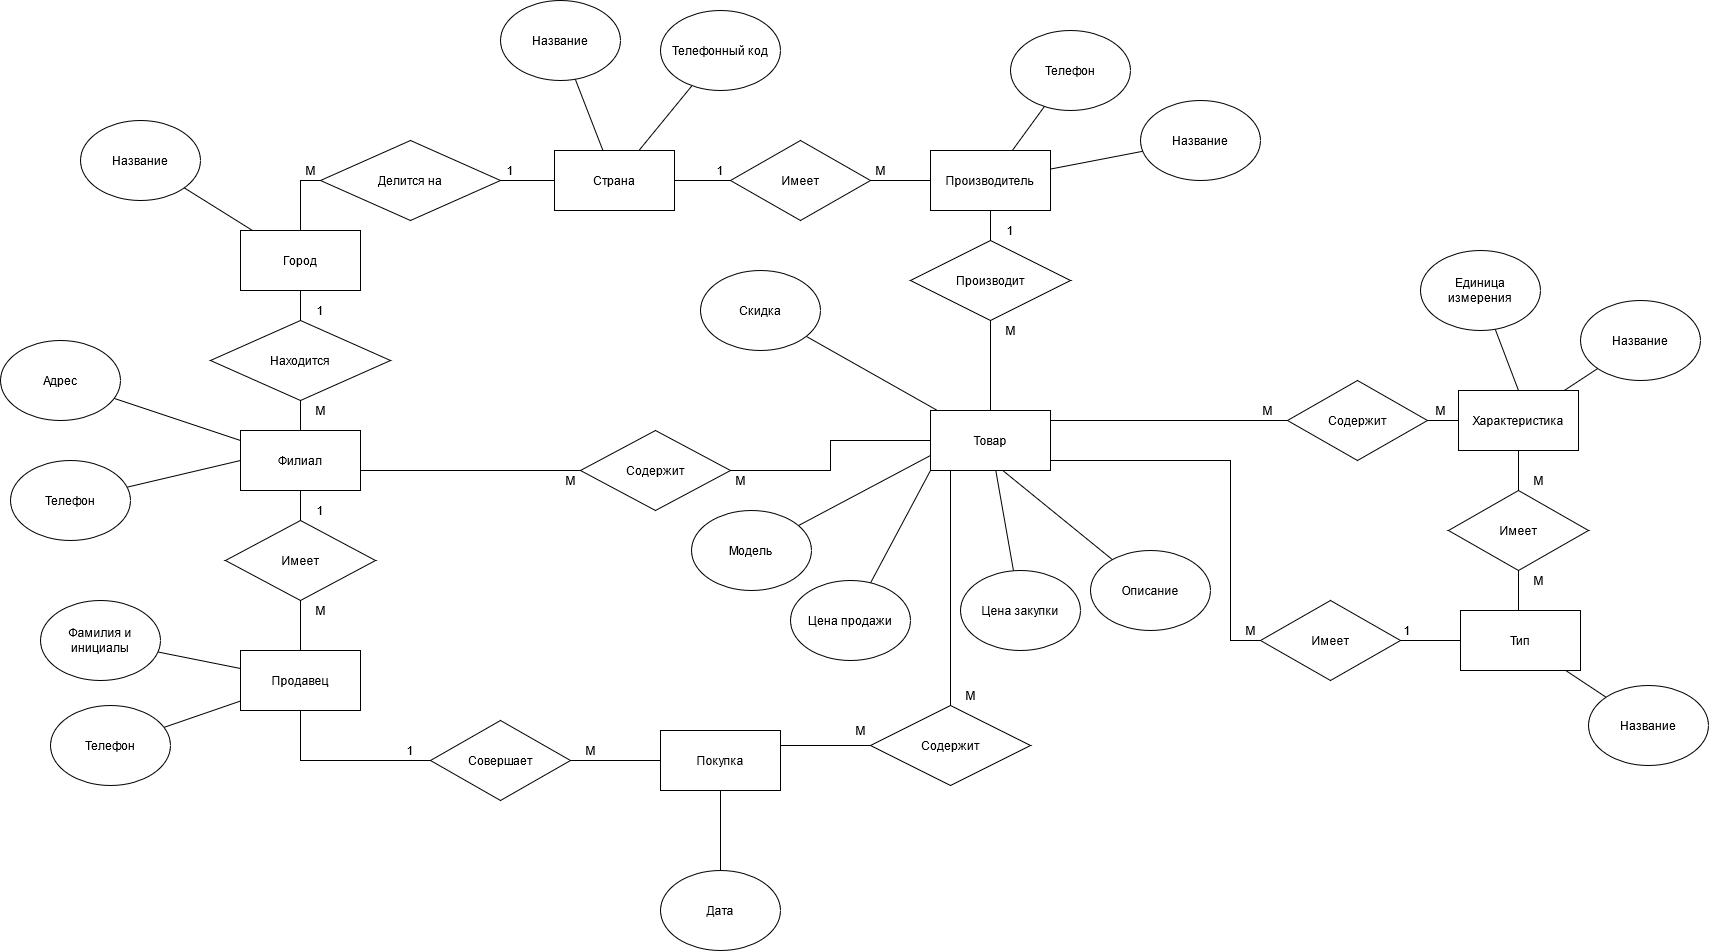 Название
Телефонный код
Телефон
Название
Название
М
Делится на
1
Страна
1
Имеет
М
Производитель
1
Город
Производит
М
1
Находится
М
Скидка
Единица
измерения
Название
Адрес
Филиал
Телефон
М
Содержит
М
Товар
М
Содержит
М
Характеристика
М
Имеет
М
1
Имеет
М
Модель
Цена продажи
Цена закупки
Описание
М
Имеет
1
Тип
Название
Фамилия и
инициалы
Продавец
Телефон
1
Совершает
М
Покупка
М
Содержит
М
Дата